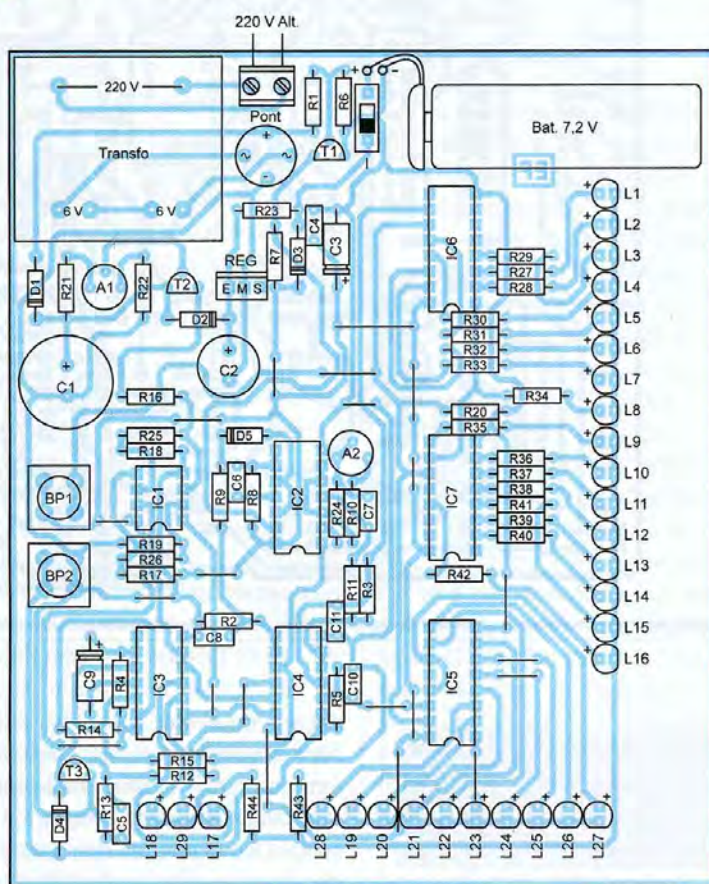 220 V Alt.
220 V
Transfo
6 V 6 V
Pont
+
~ ~
-
R1
R6
T1
+ -
I
Bat. 7,2 V
R23
C4
C3
+
R7
D3
REG
E M S
D1
R21
A1
R22
T2
D2
+
C1
+
C2
IC6
R29
R27
R28
R30
R31
R32
R33
R34
R20
R35
R16
R25
R18
D5
A2
BP1
IC1
R9
C6
R8
IC2
R24
R10
C7
IC7
R36
R37
R38
R41
R39
R40
BP2
R19
R26
R17
R11
R3
R42
R2
C8
C11
C9
+
R4
IC3
IC4
R5
C10
IC5
R14
T3
R15
R12
D4
R13
C5
R44
R43
+ L1
+ L2
+ L3
+ L4
+ L5
+ L6
+ L7
+ L8
+ L9
+ L10
+ L11
+ L12
+ L13
+ L14
+ L15
+ L16
+ + +
L18 L29 L17
+ + + + + + + + + +
L28 L19 L20 L21 L22 L23 L24 L25 L26 L27